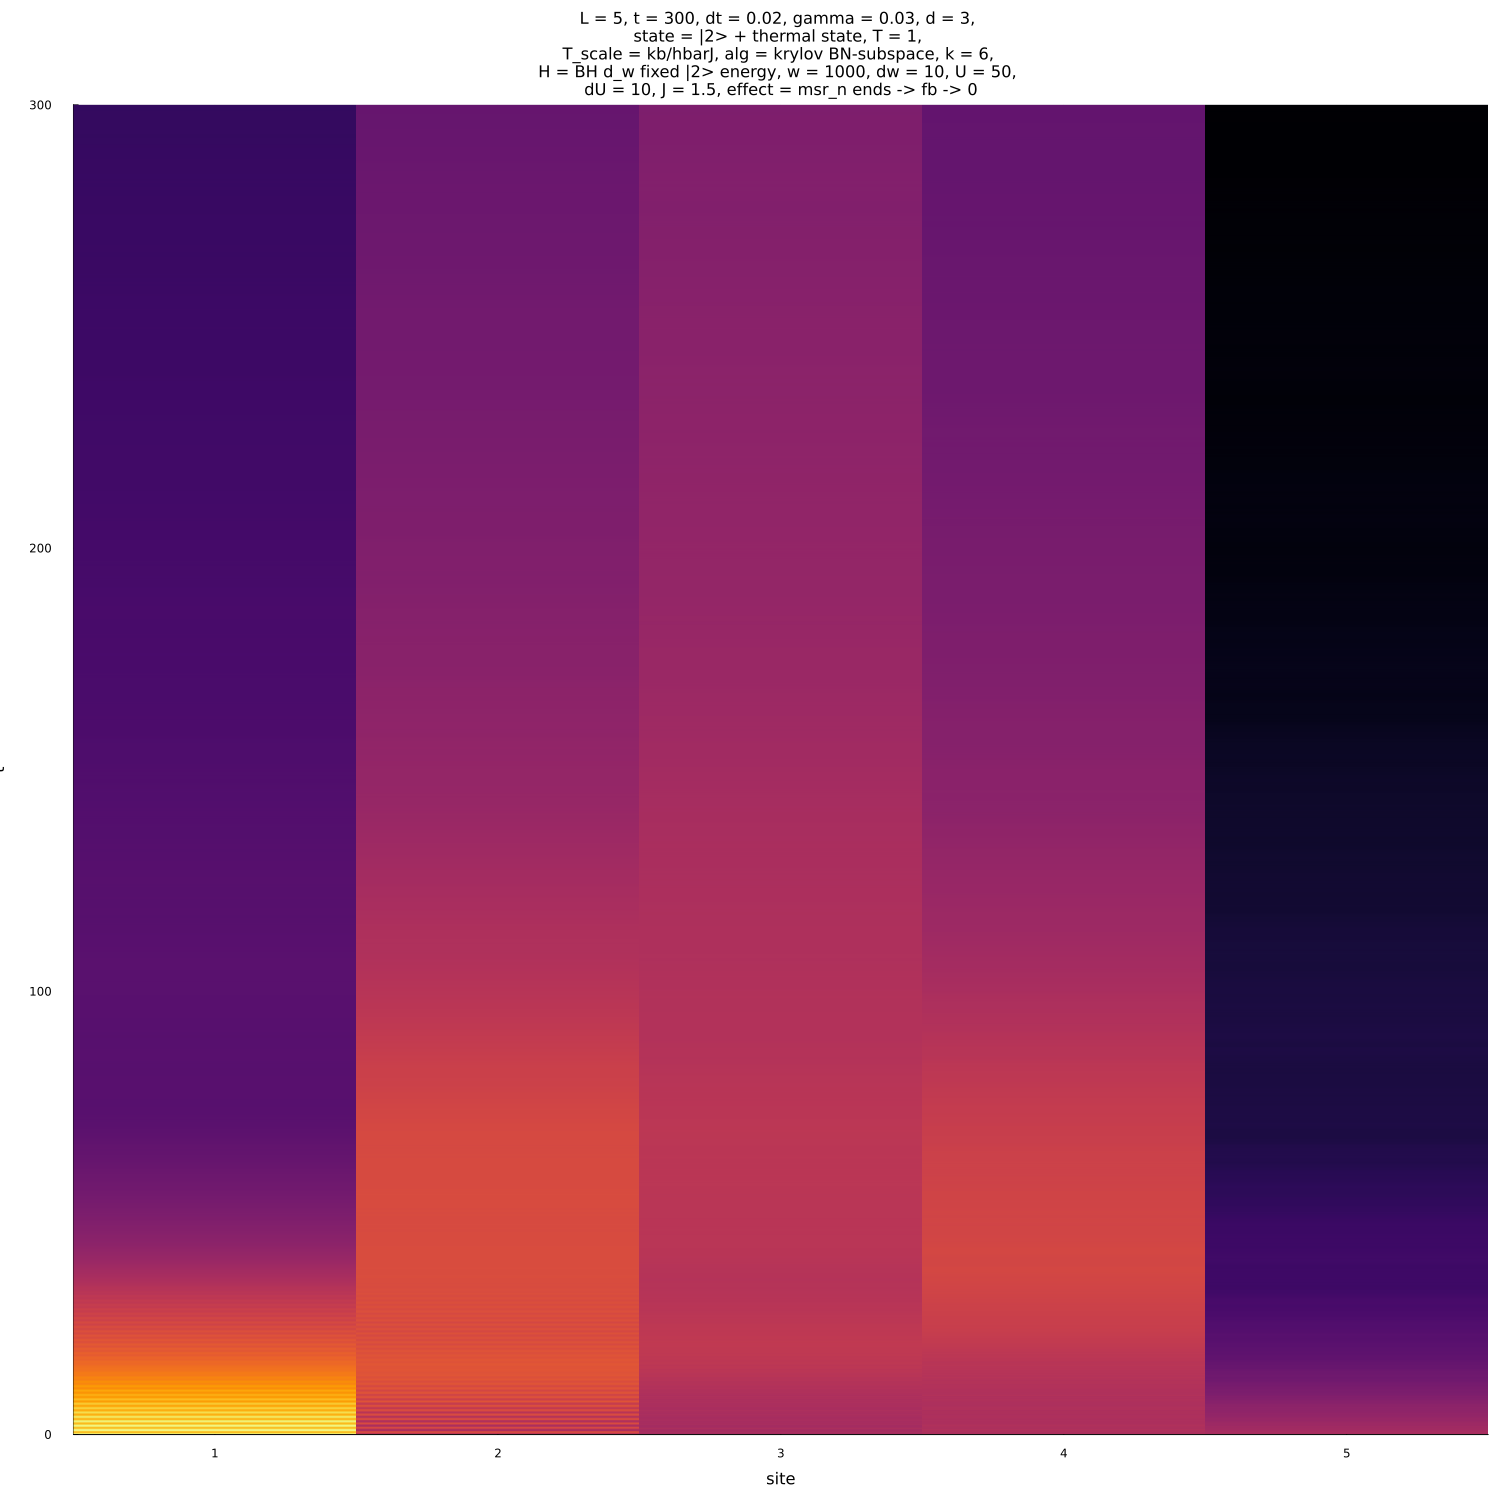 L = 5, t = 300, dt = 0.02, gamma = 0.03, d = 3,
state = |2> + thermal state, T = 1,
T_scale = kb/hbarJ, alg = krylov BN-subspace, k = 6,
H = BH d_w fixed |2> energy, w = 1000, dw = 10, U = 50,
dU = 10, J = 1.5, effect = msr_n ends -> fb -> 0
300
200
100
0
1 2 3 4 5
site